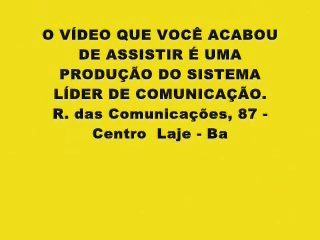 O VÍDEO QUE VOCÊ ACABOU
DE ASSISTIR É UMA
PRODUÇÃO DO SISTEMA
LÍDER DE COMUNICAÇÃO.
R. das Comunicações, 87 -
Centro  Laje - Ba